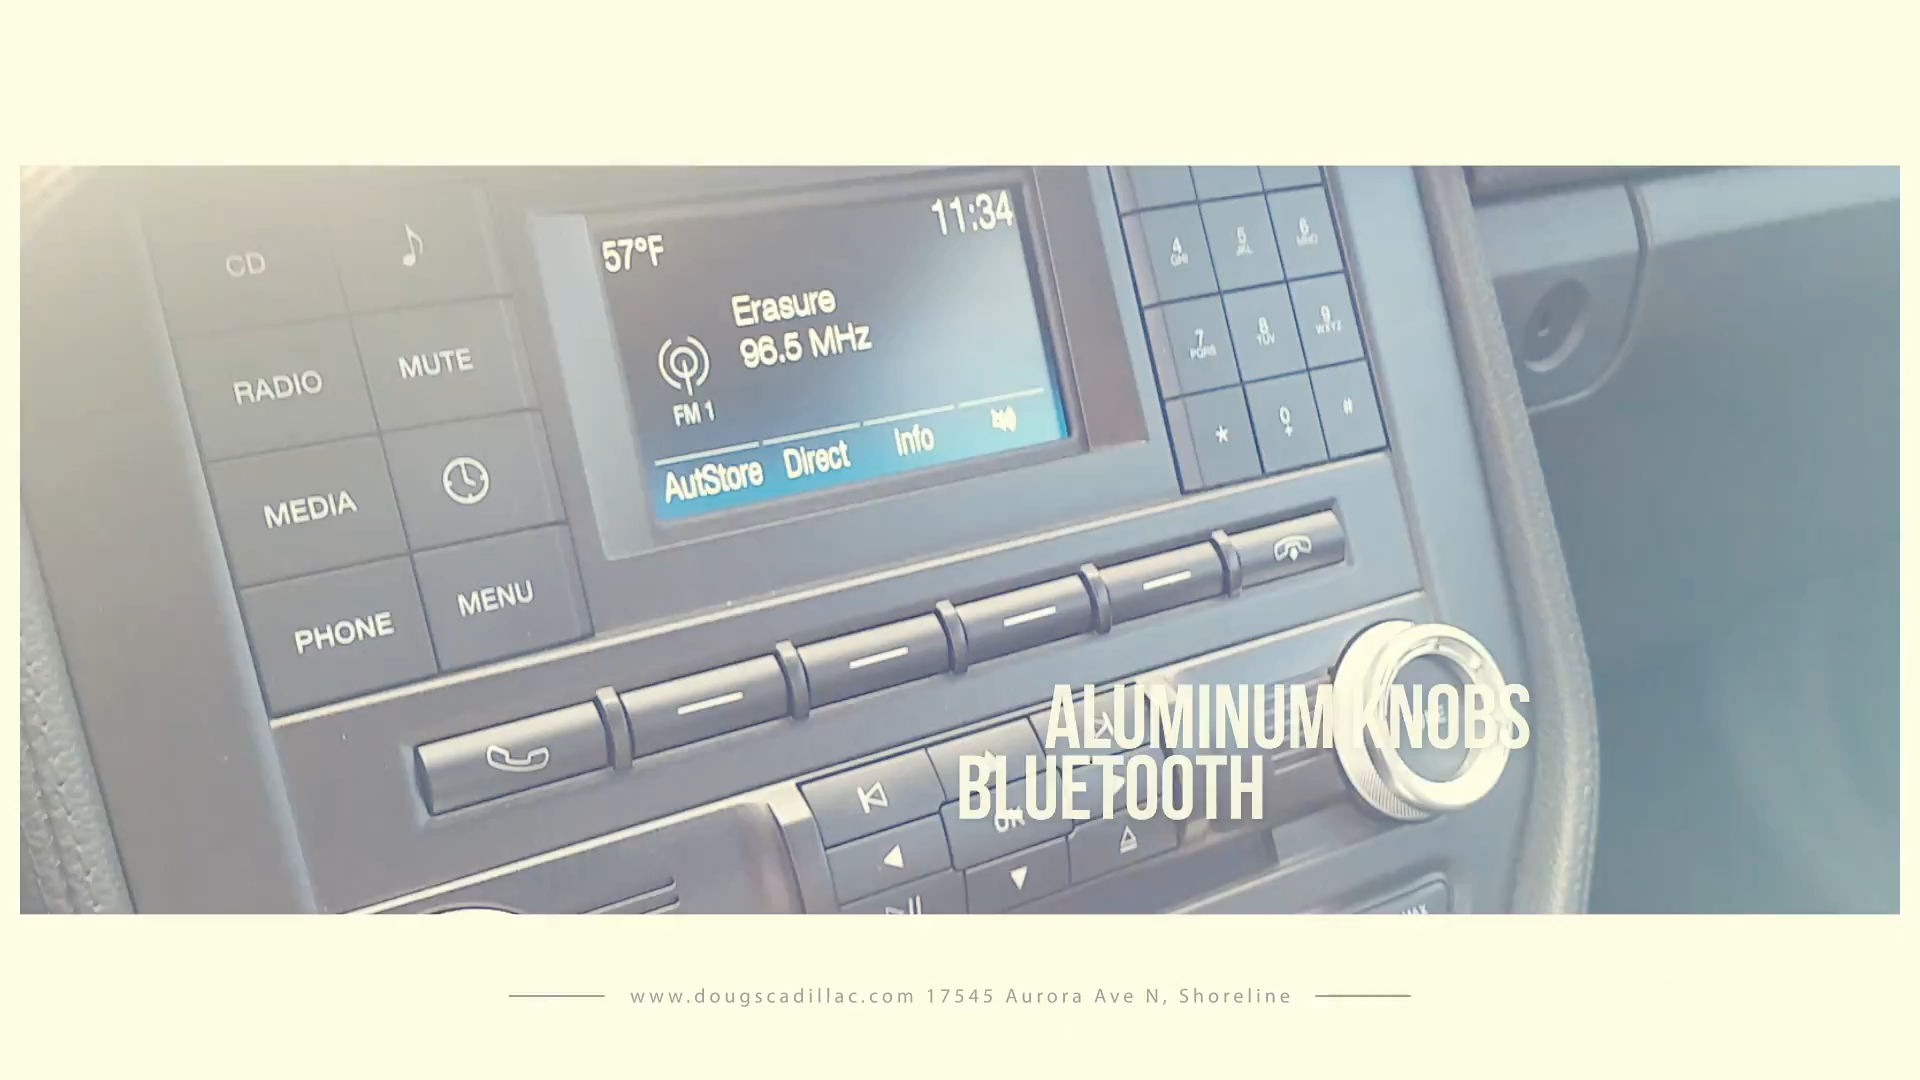 57°F
11:34
Erasure
96.5 MHz
FM 1
AutStore
Direct
Info
CD
RADIO
MUTE
MEDIA
PHONE
MENU
4
GHI
5
JKL
6
MNO
7
PQRS
8
TUV
9
WXYZ
*
0
+
#
ALUMINUM KNOBS
BLUETOOTH
OK
MAX
www.dougscadillac.com 17545 Aurora Ave N, Shoreline